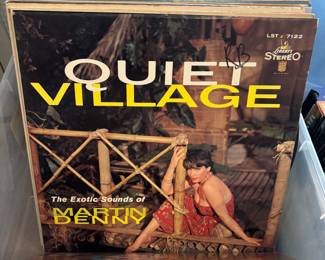 LST - 7122
LIBERTY
STEREO
QUIET
VILLAGE
The Exotic Sounds of
MARTIN
DENNY